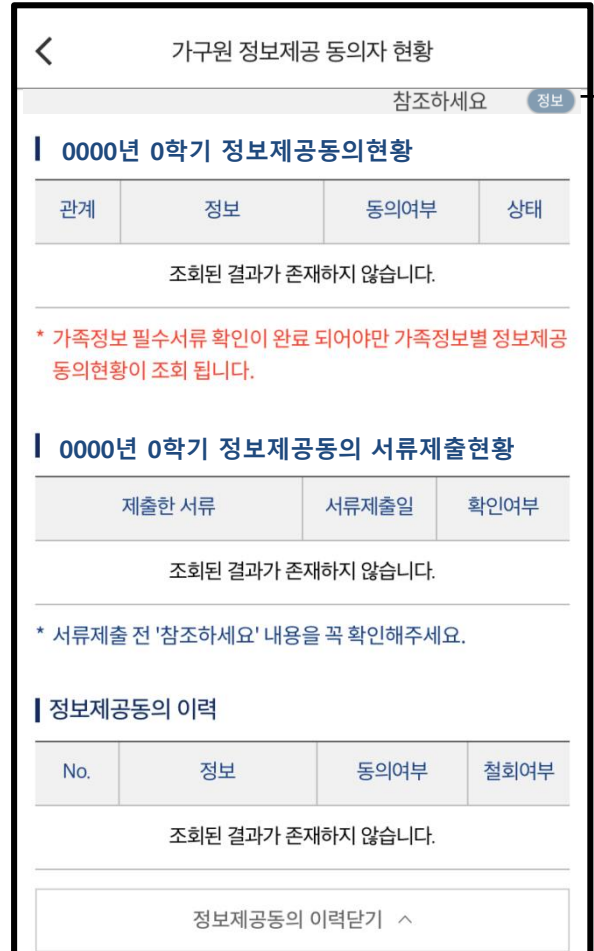 가구원 정보제공 동의자 현황
참조하세요 정보
0000년 0학기 정보제공동의현황
관계 정보 동의여부 상태
조회된 결과가 존재하지 않습니다.
* 가족정보 필수서류 확인이 완료 되어야만 가족정보별 정보제공
동의현황이 조회 됩니다.
0000년 0학기 정보제공동의 서류제출현황
제출한 서류 서류제출일 확인여부
조회된 결과가 존재하지 않습니다.
* 서류제출 전 '참조하세요' 내용을 꼭 확인해주세요.
정보제공동의 이력
No. 정보 동의여부 철회여부
조회된 결과가 존재하지 않습니다.
정보제공동의 이력닫기